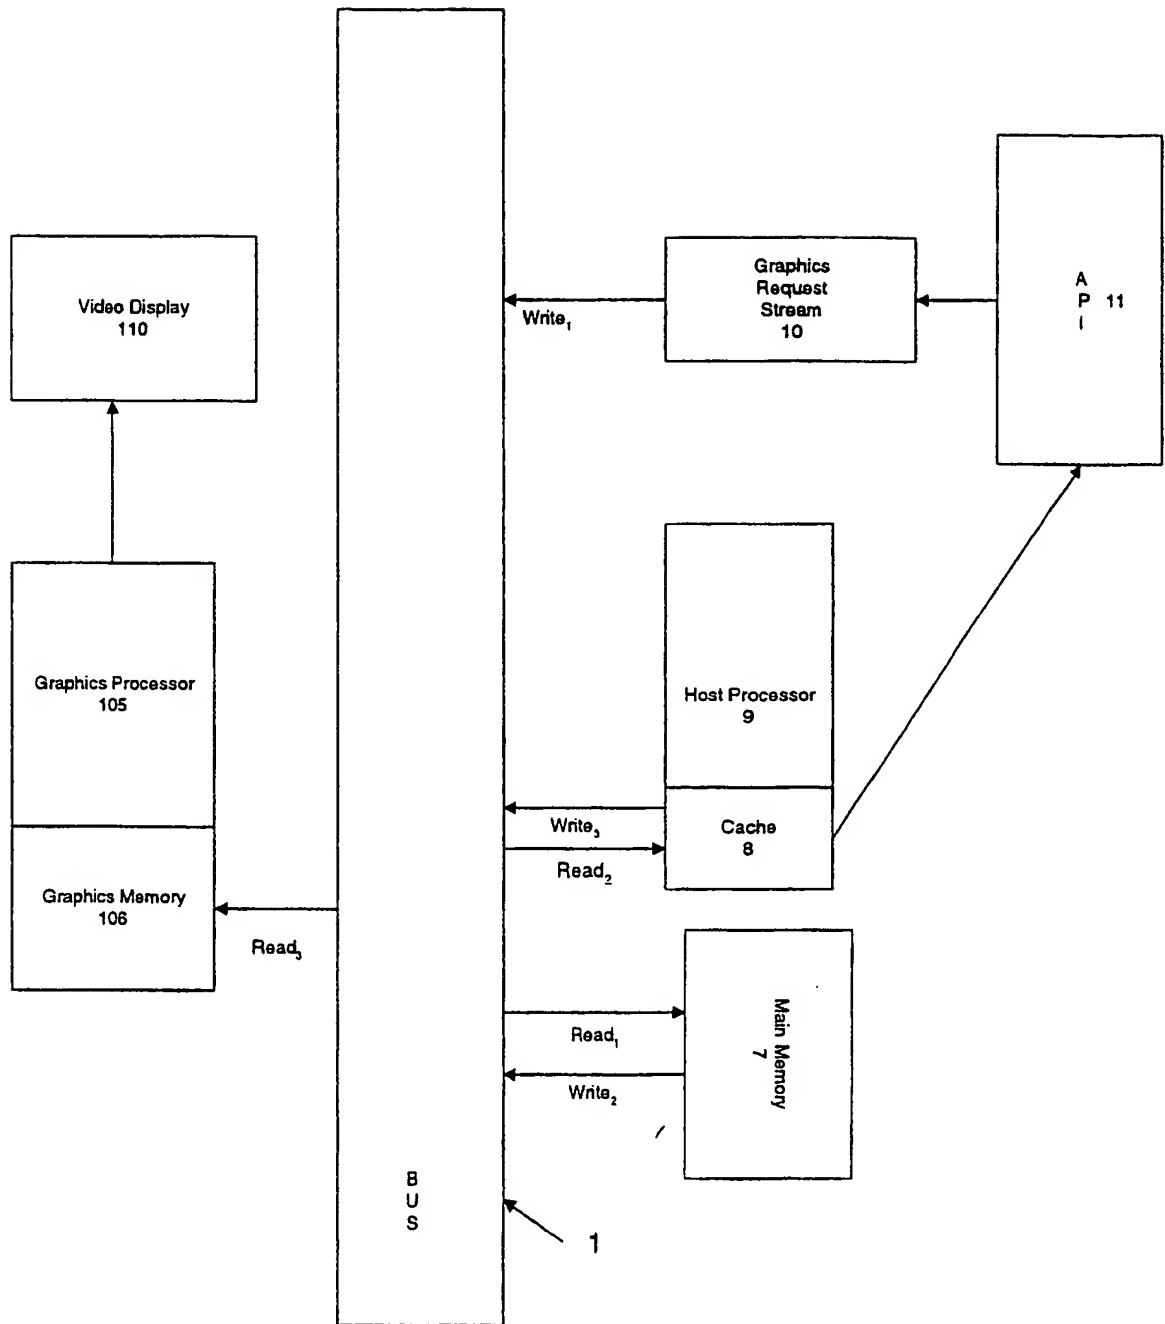 Video Display
110
Graphics
Request
Stream
10
A
P 11
I
Write₁
Graphics Processor
105
Host Processor
9
Write₃
Cache
8
Read₂
Graphics Memory
106
Read₃
Read₁
Main Memory
7
Write₂
B
U
S
1